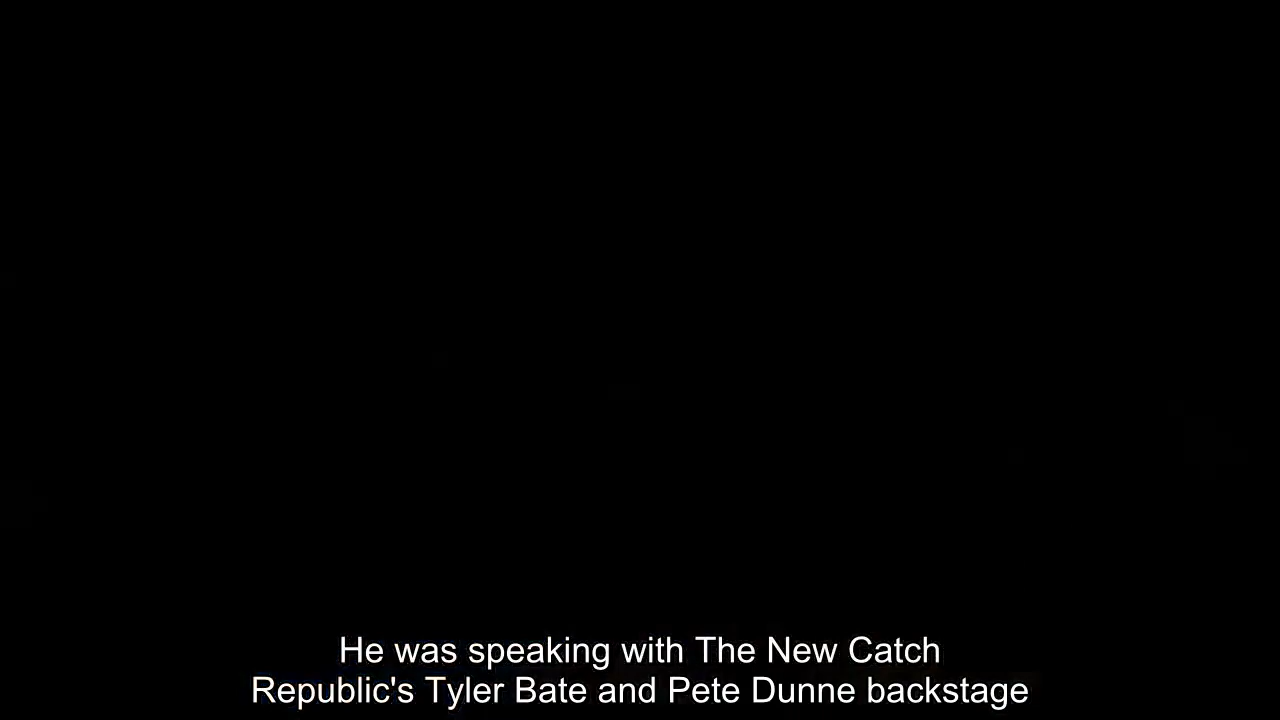 He was speaking with The New Catch
Republic's Tyler Bate and Pete Dunne backstage